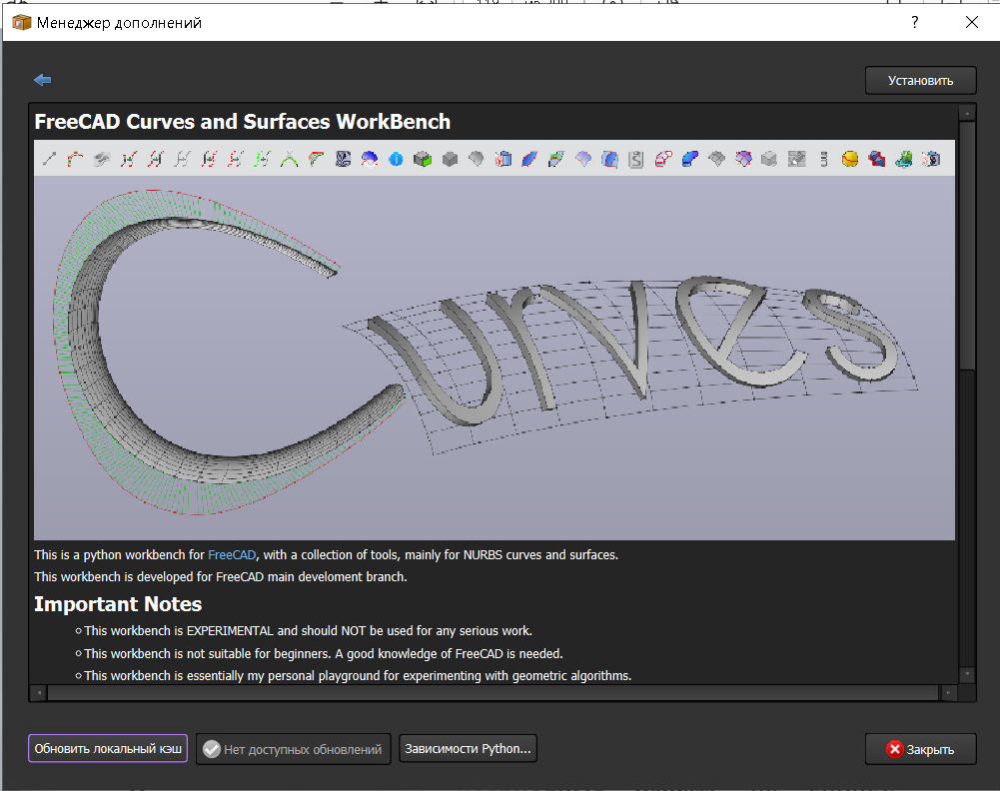 Менеджер дополнений
?
Установить
FreeCAD Curves and Surfaces WorkBench
Curves
This is a python workbench for FreeCAD, with a collection of tools, mainly for NURBS curves and surfaces.
This workbench is developed for FreeCAD main develoment branch.
Important Notes
This workbench is EXPERIMENTAL and should NOT be used for any serious work.
This workbench is not suitable for beginners. A good knowledge of FreeCAD is needed.
This workbench is essentially my personal playground for experimenting with geometric algorithms.
Обновить локальный кэш
Нет доступных обновлений
Зависимости Python...
Закрыть